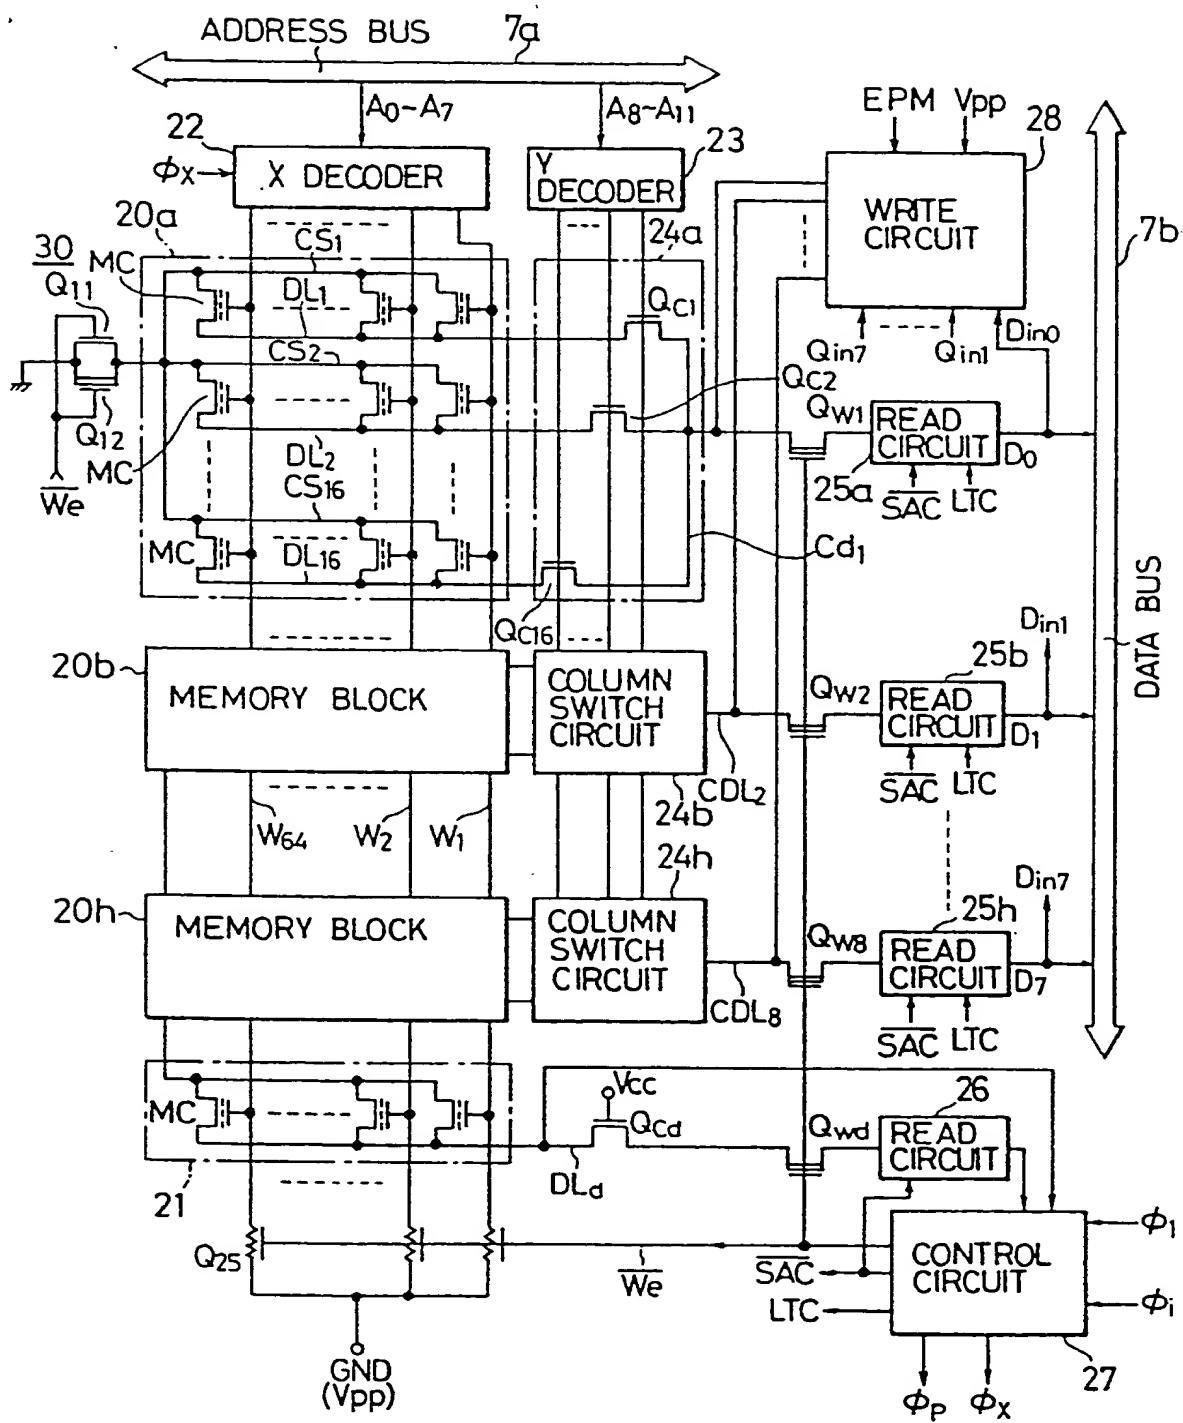 ADDRESS BUS
7a
A0~A7
A8~A11
EPM Vpp
22
23
28
ϕX
X DECODER
Y
DECODER
WRITE
CIRCUIT
7b
20a
24a
30
Q11
MC
CS1
DL1
QC1
Qin7
Qin1
Din0
CS2
QC2
QW1
READ
CIRCUIT
D0
Q12
MC
DL2
CS16
25a
SAC
LTC
We
MC
DL16
Cd1
QC16
Din1
DATA BUS
20b
MEMORY BLOCK
COLUMN
SWITCH
CIRCUIT
25b
QW2
READ
CIRCUIT
D1
CDL2
SAC
LTC
24b
W64
W2
W1
24h
Din7
20h
MEMORY BLOCK
COLUMN
SWITCH
CIRCUIT
25h
QW8
READ
CIRCUIT
D7
CDL8
SAC
LTC
MC
Vcc
QCd
26
Qwd
READ
CIRCUIT
21
DLd
ϕ1
Q25
We
SAC
CONTROL
CIRCUIT
LTC
ϕi
GND
(Vpp)
27
ϕP
ϕX